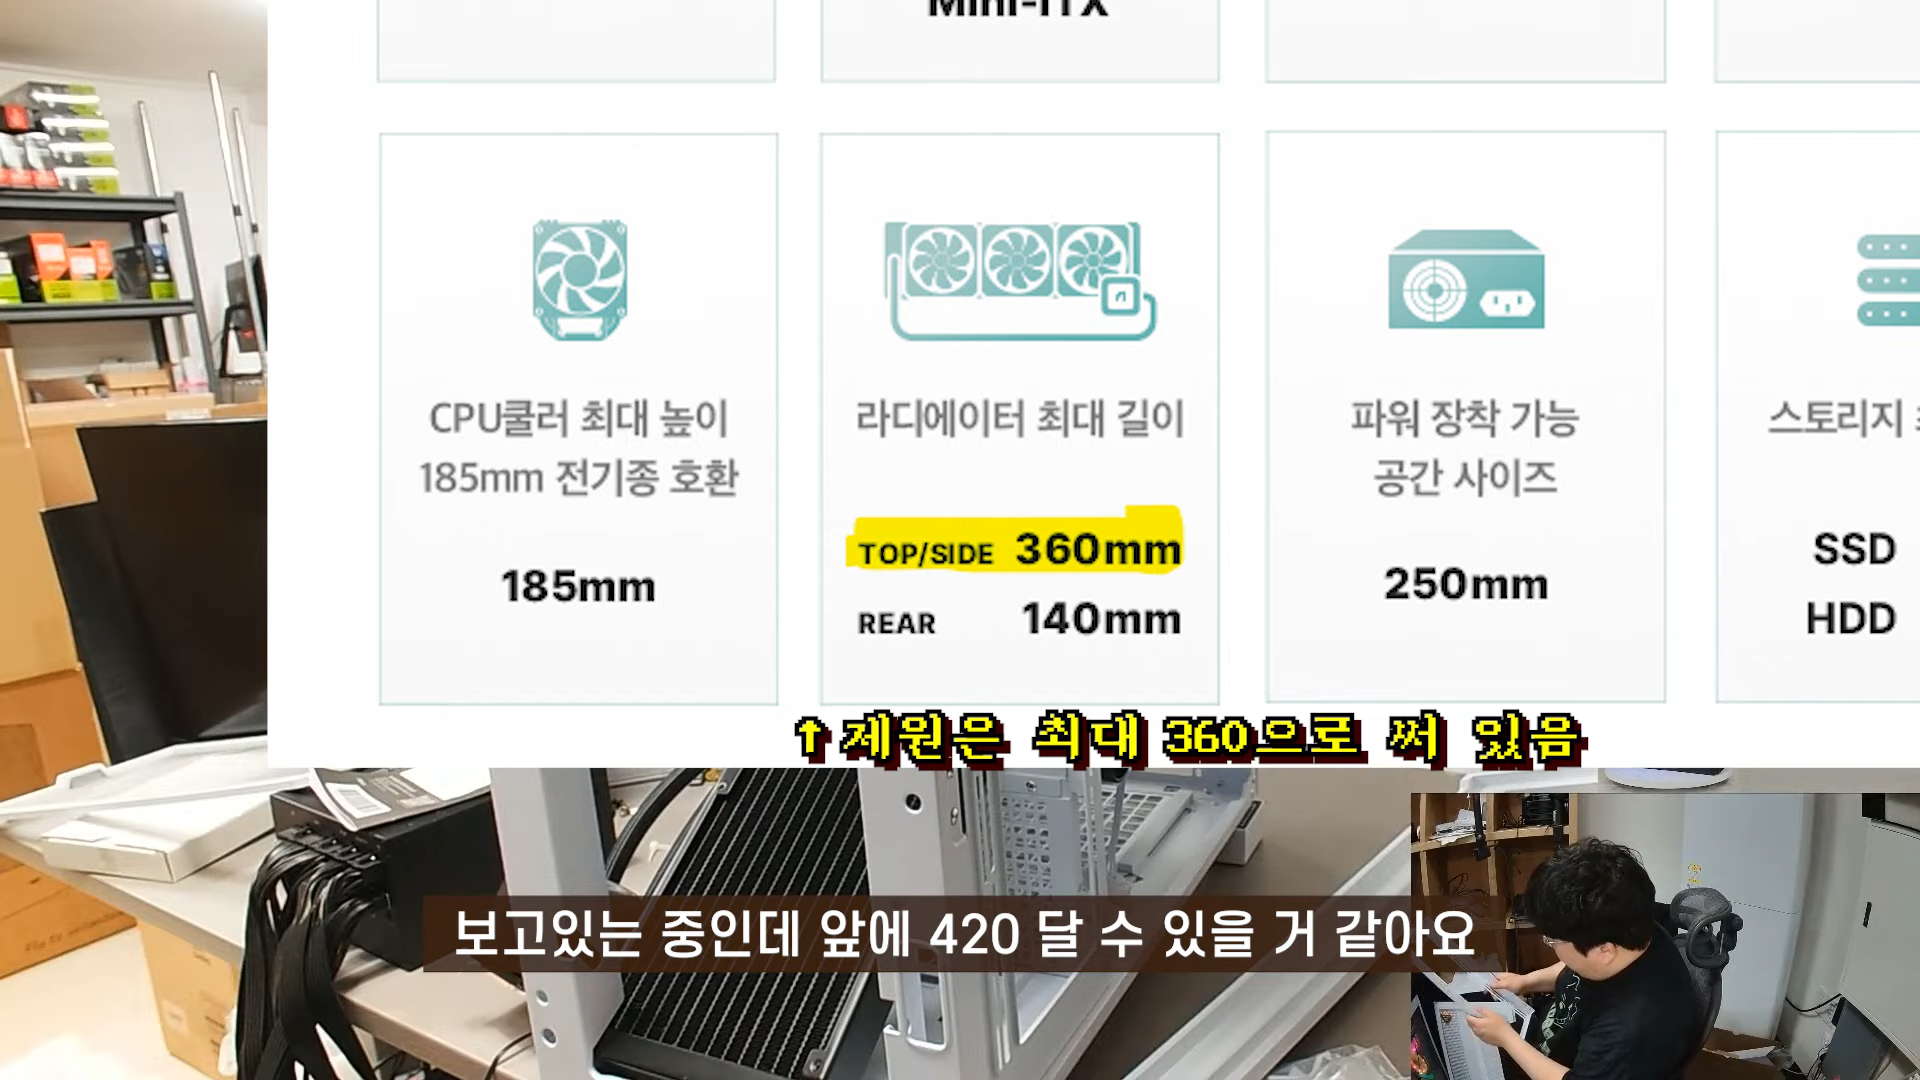 Mini-ITX
CPU쿨러 최대 높이
185mm 전기종 호환
185mm
라디에이터 최대 길이
TOP/SIDE 360mm
REAR 140mm
파워 장착 가능
공간 사이즈
250mm
스토리지
SSD
HDD
↑제원은 최대 360으로 써 있음
보고있는 중인데 앞에 420 달 수 있을 거 같아요